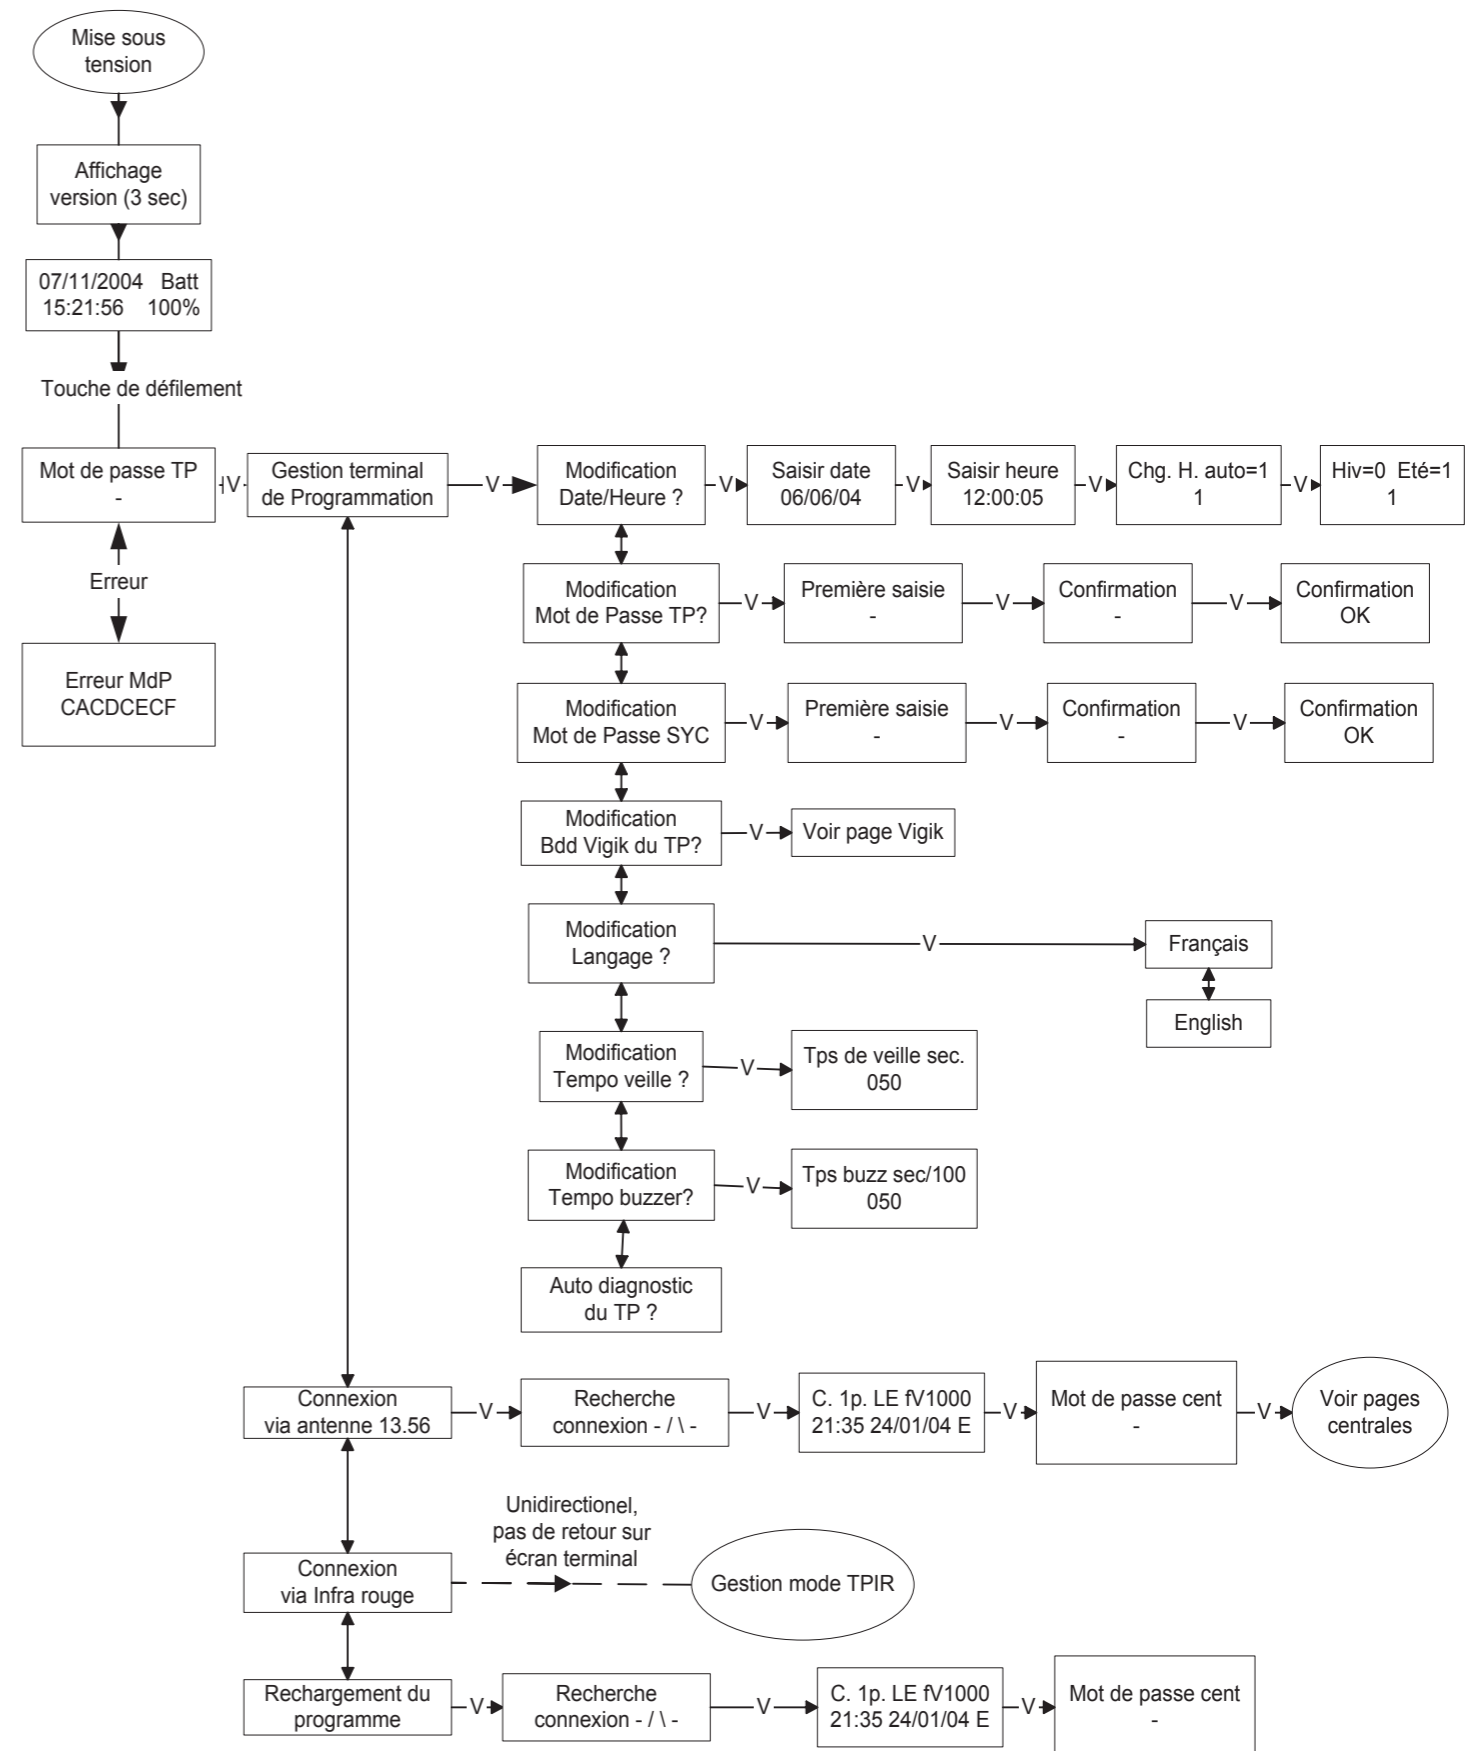 Mise sous
tension
Affichage
version (3 sec)
07/11/2004 Batt
15:21:56 100%
Touche de défilement
Mot de passe TP
-
V
Gestion terminal
de Programmation
V
Modification
Date/Heure ?
V
Saisir date
06/06/04
V
Saisir heure
12:00:05
V
Chg. H. auto=1
1
V
Hiv=0 Eté=1
1
Erreur
Erreur MdP
CACDCECF
Modification
Mot de Passe TP?
V
Première saisie
-
V
Confirmation
-
V
Confirmation
OK
Modification
Mot de Passe SYC
V
Première saisie
-
V
Confirmation
-
V
Confirmation
OK
Modification
Bdd Vigik du TP?
V
Voir page Vigik
Modification
Langage ?
V
Français
English
Modification
Tempo veille ?
V
Tps de veille sec.
050
Modification
Tempo buzzer?
V
Tps buzz sec/100
050
Auto diagnostic
du TP ?
Connexion
via antenne 13.56
V
Recherche
connexion - / \ -
V
C. 1p. LE fV1000
21:35 24/01/04 E
V
Mot de passe cent
-
V
Voir pages
centrales
Connexion
via Infra rouge
Unidirectionel,
pas de retour sur
écran terminal
Gestion mode TPIR
Rechargement du
programme
V
Recherche
connexion - / \ -
V
C. 1p. LE fV1000
21:35 24/01/04 E
V
Mot de passe cent
-